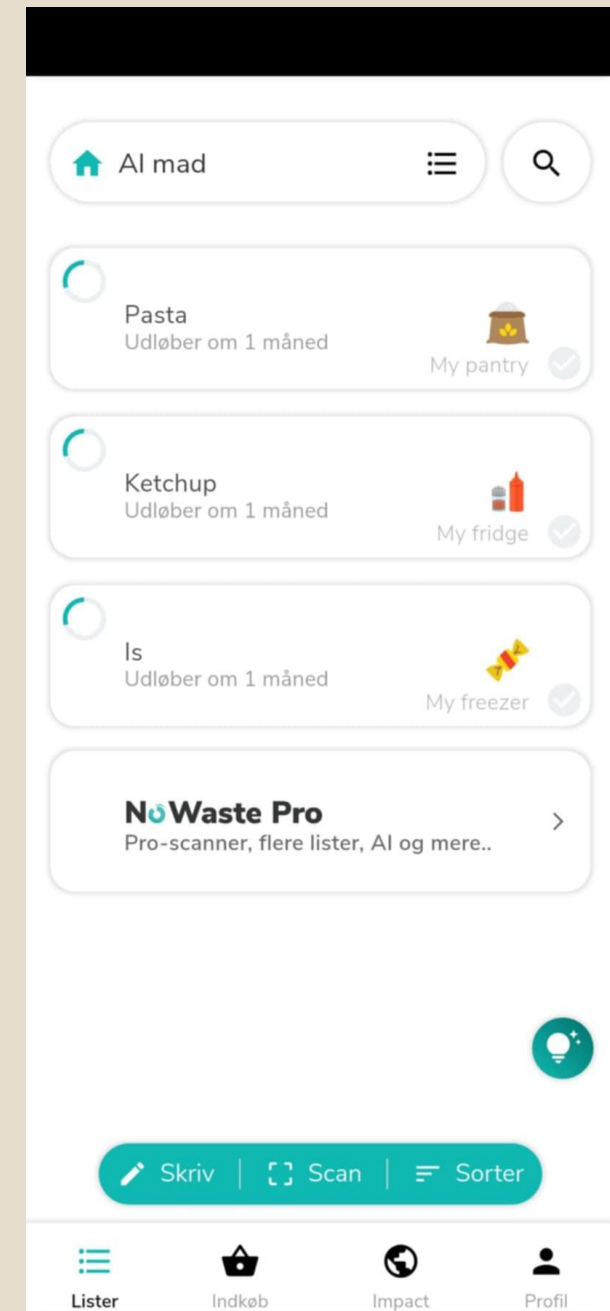 Al mad
Pasta
Udløber om 1 måned
My pantry
Ketchup
Udløber om 1 måned
My fridge
Is
Udløber om 1 måned
My freezer
NoWaste Pro
Pro-scanner, flere lister, AI og mere..
Skriv
Scan
Sorter
Lister
Indkøb
Impact
Profil